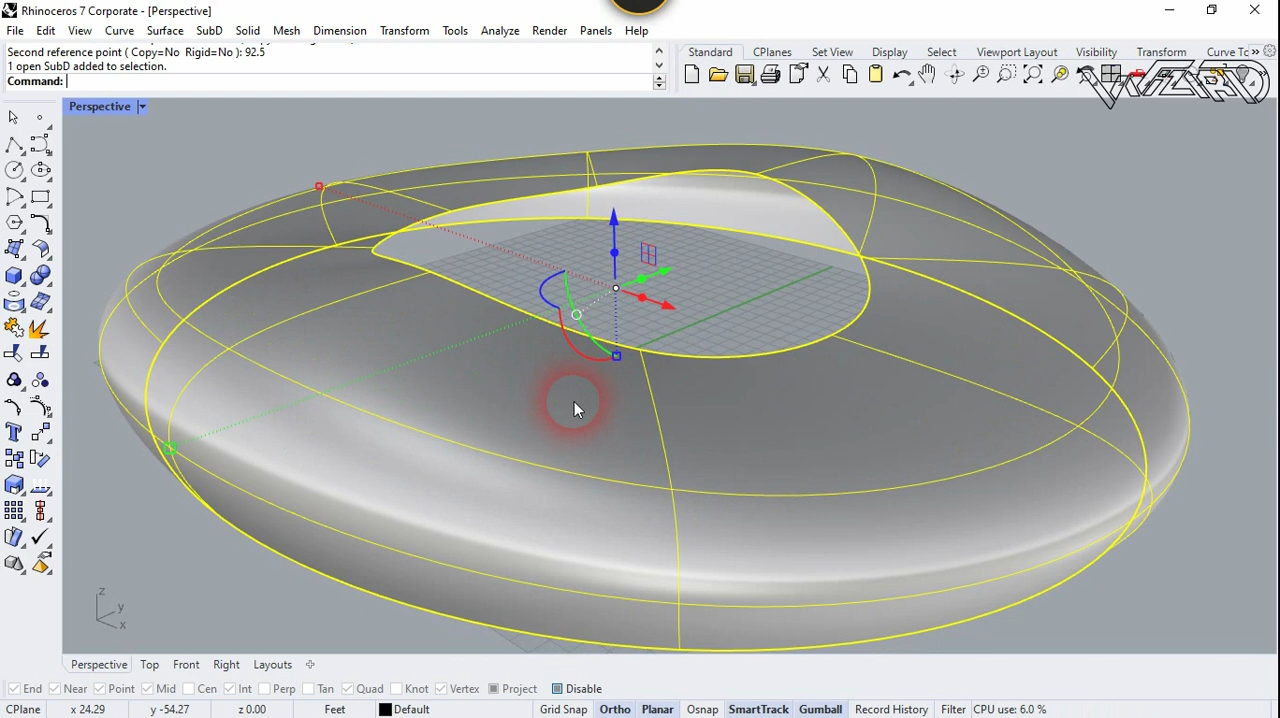 Rhinoceros 7 Corporate - [Perspective]
File Edit View Curve Surface SubD Solid Mesh Dimension Transform Tools Analyze Render Panels Help
Second reference point ( Copy=No Rigid=No ): 92.5
1 open SubD added to selection.
Command:
Standard CPlanes Set View Display Select Viewport Layout Visibility Transform Curve To
WIZARD
Perspective
z
y
x
Perspective Top Front Right Layouts
End Near Point Mid Cen Int Perp Tan Quad Knot Vertex Project Disable
CPlane x 24.29 y -54.27 z 0.00 Feet Default Grid Snap Ortho Planar Osnap SmartTrack Gumball Record History Filter CPU use: 6.0 %